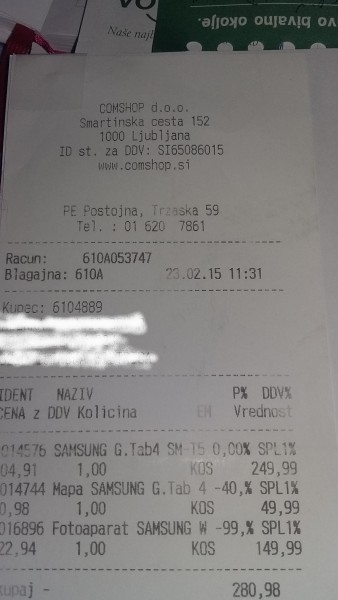 Naše najb
vo bivalno okolje.
COMSHOP d.o.o.
Smartinska cesta 152
1000 Ljubljana
ID st. za DDV: SI65086015
www.comshop.si
PE Postojna, Trzaska 59
Tel. : 01 620 7861
Racun: 610A053747
Blagajna: 610A 23.02.15 11:31
Kupec: 6104889
IDENT NAZIV P% DDV%
CENA z DDV Kolicina EM Vrednost
014576 SAMSUNG G.Tab4 SM-T5 0,00% SPL1%
04,91 1,00 KOS 249,99
014744 Mapa SAMSUNG G.Tab 4 -40,% SPL1%
0,98 1,00 KOS 49,99
016896 Fotoaparat SAMSUNG W -99,% SPL1%
22,94 1,00 KOS 149,99
kupaj - 280,98